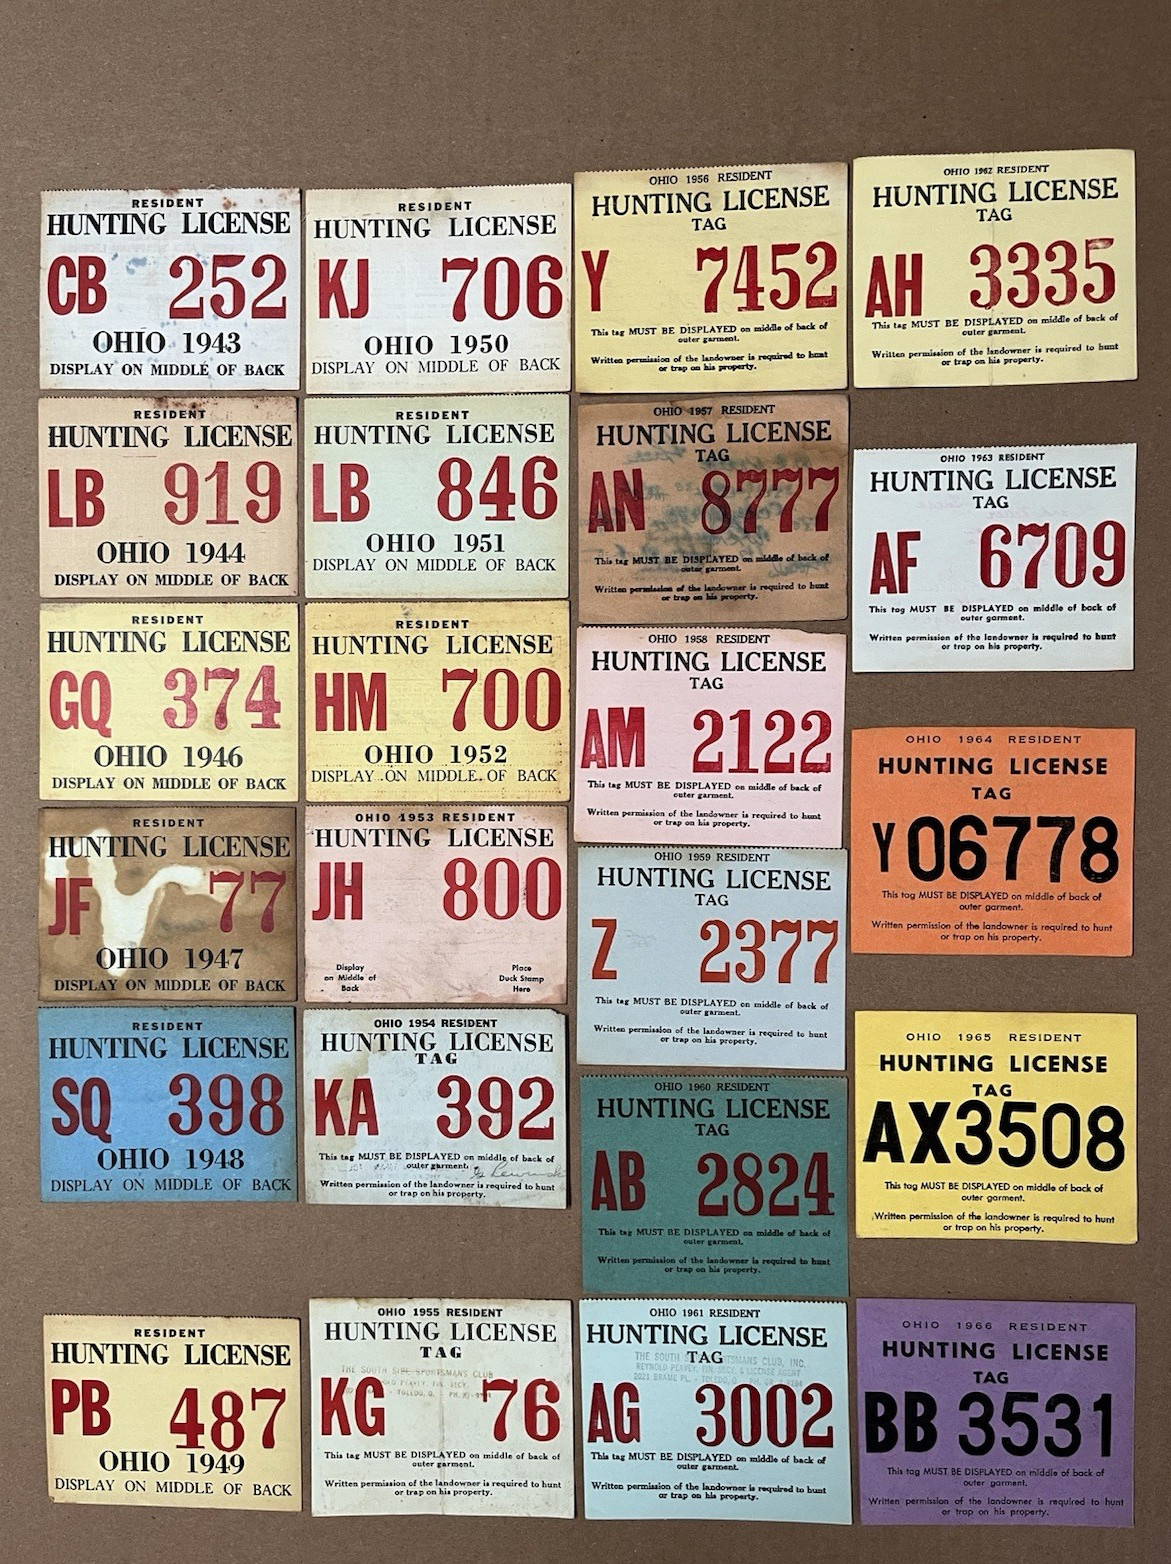 RESIDENT
HUNTING LICENSE
CB 252
OHIO 1943
DISPLAY ON MIDDLE OF BACK
RESIDENT
HUNTING LICENSE
LB 919
OHIO 1944
DISPLAY ON MIDDLE OF BACK
RESIDENT
HUNTING LICENSE
GQ 374
OHIO 1946
DISPLAY ON MIDDLE OF BACK
RESIDENT
HUNTING LICENSE
JF 77
OHIO 1947
DISPLAY ON MIDDLE OF BACK
RESIDENT
HUNTING LICENSE
SQ 398
OHIO 1948
DISPLAY ON MIDDLE OF BACK
RESIDENT
HUNTING LICENSE
PB 487
OHIO 1949
DISPLAY ON MIDDLE OF BACK
RESIDENT
HUNTING LICENSE
KJ 706
OHIO 1950
DISPLAY ON MIDDLE OF BACK
RESIDENT
HUNTING LICENSE
LB 846
OHIO 1951
DISPLAY ON MIDDLE OF BACK
RESIDENT
HUNTING LICENSE
HM 700
OHIO 1952
DISPLAY ON MIDDLE OF BACK
OHIO 1953 RESIDENT
HUNTING LICENSE
JH 800
Display
on Middle of
Back
Place
Duck Stamp
Here
OHIO 1954 RESIDENT
HUNTING LICENSE
TAG
KA 392
This tag MUST BE DISPLAYED on middle of back of
outer garment.
Written permission of the landowner is required to hunt
or trap on his property.
OHIO 1955 RESIDENT
HUNTING LICENSE
TAG
THE SOUTH SIDE SPORTSMANS CLUB
TOLEDO, O.
KG 76
This tag MUST BE DISPLAYED on middle of back of
outer garment.
Written permission of the landowner is required to hunt
or trap on his property.
OHIO 1956 RESIDENT
HUNTING LICENSE
TAG
Y 7452
This tag MUST BE DISPLAYED on middle of back of
outer garment.
Written permission of the landowner is required to hunt
or trap on his property.
OHIO 1957 RESIDENT
HUNTING LICENSE
TAG
AN 8777
This tag MUST BE DISPLAYED on middle of back of
outer garment.
Written permission of the landowner is required to hunt
or trap on his property.
OHIO 1958 RESIDENT
HUNTING LICENSE
TAG
AM 2122
This tag MUST BE DISPLAYED on middle of back of
outer garment.
Written permission of the landowner is required to hunt
or trap on his property.
OHIO 1959 RESIDENT
HUNTING LICENSE
TAG
Z 2377
This tag MUST BE DISPLAYED on middle of back of
outer garment.
Written permission of the landowner is required to hunt
or trap on his property.
OHIO 1960 RESIDENT
HUNTING LICENSE
TAG
AB 2824
This tag MUST BE DISPLAYED on middle of back of
outer garment.
Written permission of the landowner is required to hunt
or trap on his property.
OHIO 1961 RESIDENT
HUNTING LICENSE
TAG
THE SOUTH SPORTSMANS CLUB, INC.
TOLEDO, O.
AG 3002
This tag MUST BE DISPLAYED on middle of back of
outer garment.
Written permission of the landowner is required to hunt
or trap on his property.
OHIO 1962 RESIDENT
HUNTING LICENSE
TAG
AH 3335
This tag MUST BE DISPLAYED on middle of back of
outer garment.
Written permission of the landowner is required to hunt
or trap on his property.
OHIO 1963 RESIDENT
HUNTING LICENSE
TAG
AF 6709
This tag MUST BE DISPLAYED on middle of back of
outer garment.
Written permission of the landowner is required to hunt
or trap on his property.
OHIO 1964 RESIDENT
HUNTING LICENSE
TAG
Y06778
This tag MUST BE DISPLAYED on middle of back of
outer garment.
Written permission of the landowner is required to hunt
or trap on his property.
OHIO 1965 RESIDENT
HUNTING LICENSE
TAG
AX3508
This tag MUST BE DISPLAYED on middle of back of
outer garment.
Written permission of the landowner is required to hunt
or trap on his property.
OHIO 1966 RESIDENT
HUNTING LICENSE
TAG
BB 3531
This tag MUST BE DISPLAYED on middle of back of
outer garment.
Written permission of the landowner is required to hunt
or trap on his property.